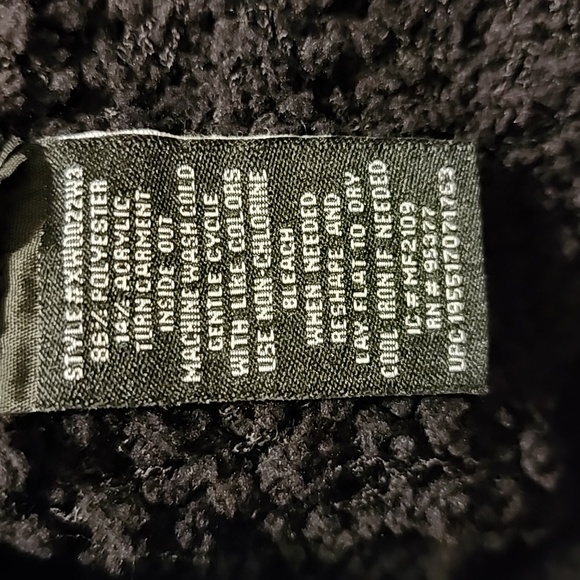 STYLE #XXW00ZZW3
86% POLYESTER
14% ACRYLIC
TURN GARMENT
INSIDE OUT
MACHINE WASH COLD
GENTLE CYCLE
WITH LIKE COLORS
USE NON-CHLORINE
BLEACH
WHEN NEEDED
RESHAPE AND
LAY FLAT TO DRY
COOL IRON IF NEEDED
IC# MF2109
RN # 95377
UPC 195517071763